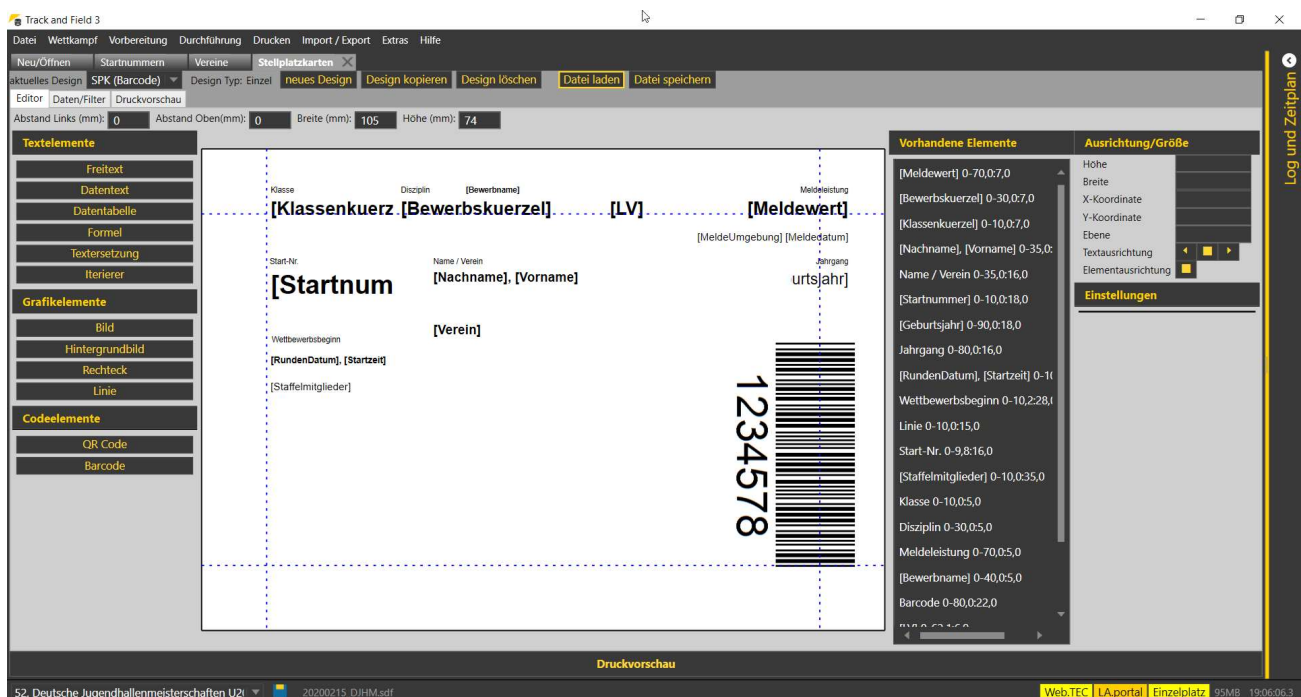 Track and Field 3
Datei Wettkampf Vorbereitung Durchführung Drucken Import / Export Extras Hilfe
Neu/Öffnen Startnummern Vereine Stellplatzkarten
aktuelles Design SPK (Barcode) Design Typ: Einzel neues Design Design kopieren Design löschen Datei laden Datei speichern
Editor Daten/Filter Druckvorschau
Abstand Links (mm): 0 Abstand Oben(mm): 0 Breite (mm): 105 Höhe (mm): 74
Textelemente
Freitext
Datentext
Datentabelle
Formel
Textersetzung
Iterierer
Grafikelemente
Bild
Hintergrundbild
Rechteck
Linie
Codeelemente
QR Code
Barcode
Klasse Disziplin [Bewerbname] Meldeleistung
[Klassenkuerz [Bewerbskuerzel] [LV] [Meldewert]
[MeldeUmgebung] [Meldedatum]
Start-Nr. Name / Verein Jahrgang
[Startnum [Nachname], [Vorname] urtsjahr]
[Verein]
Wettbewerbsbeginn
[RundenDatum], [Startzeit]
[Staffelmitglieder]
1234578
Vorhandene Elemente
[Meldewert] 0-70,0:7,0
[Bewerbskuerzel] 0-30,0:7,0
[Klassenkuerzel] 0-10,0:7,0
[Nachname], [Vorname] 0-35,0:
Name / Verein 0-35,0:16,0
[Startnummer] 0-10,0:18,0
[Geburtsjahr] 0-90,0:18,0
Jahrgang 0-80,0:16,0
[RundenDatum], [Startzeit] 0-1(
Wettbewerbsbeginn 0-10,2:28,(
Linie 0-10,0:15,0
Start-Nr. 0-9,8:16,0
[Staffelmitglieder] 0-10,0:35,0
Klasse 0-10,0:5,0
Disziplin 0-30,0:5,0
Meldeleistung 0-70,0:5,0
[Bewerbname] 0-40,0:5,0
Barcode 0-80,0:22,0
Ausrichtung/Größe
Höhe
Breite
X-Koordinate
Y-Koordinate
Ebene
Textausrichtung
Elementausrichtung
Einstellungen
Log und Zeitplan
Druckvorschau
52. Deutsche Jugendhallenmeisterschaften U2( 20200215_DJHM.sdf Web.TEC LA.portal Einzelplatz 95MB 19:06:06.3